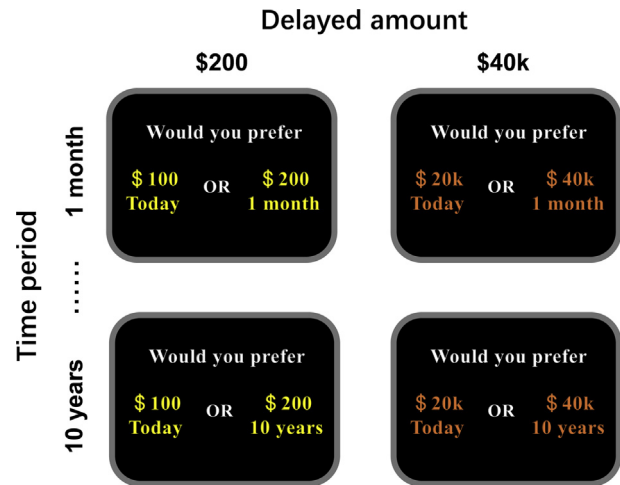 Delayed amount
$200 $40k
Time period
1 month
......
10 years
Would you prefer
$100 OR $200
Today 1 month
Would you prefer
$20k OR $40k
Today 1 month
Would you prefer
$100 OR $200
Today 10 years
Would you prefer
$20k OR $40k
Today 10 years